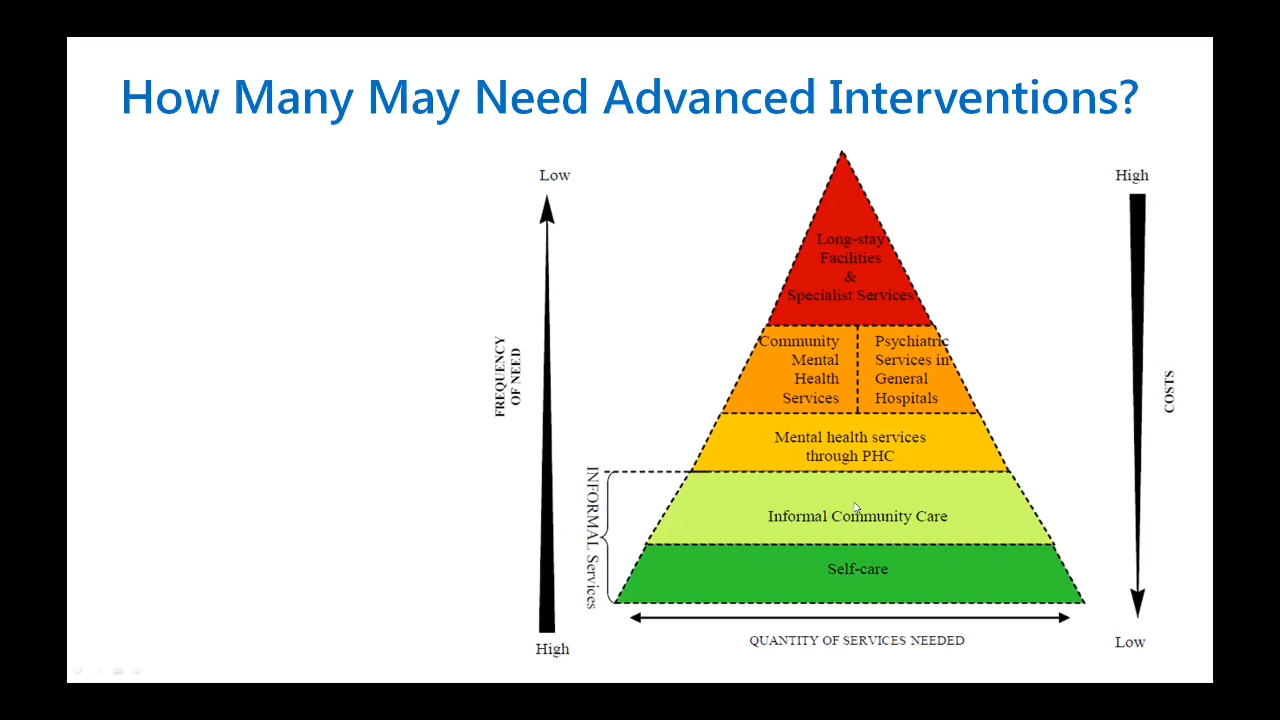 How Many May Need Advanced Interventions?
Low
High
Long-stay
Facilities
&
Specialist Services
Community
Mental
Health
Services
Psychiatric
Services in
General
Hospitals
FREQUENCY
OF NEED
COSTS
Mental health services
through PHC
INFORMAL Services
Informal Community Care
Self-care
QUANTITY OF SERVICES NEEDED
High
Low